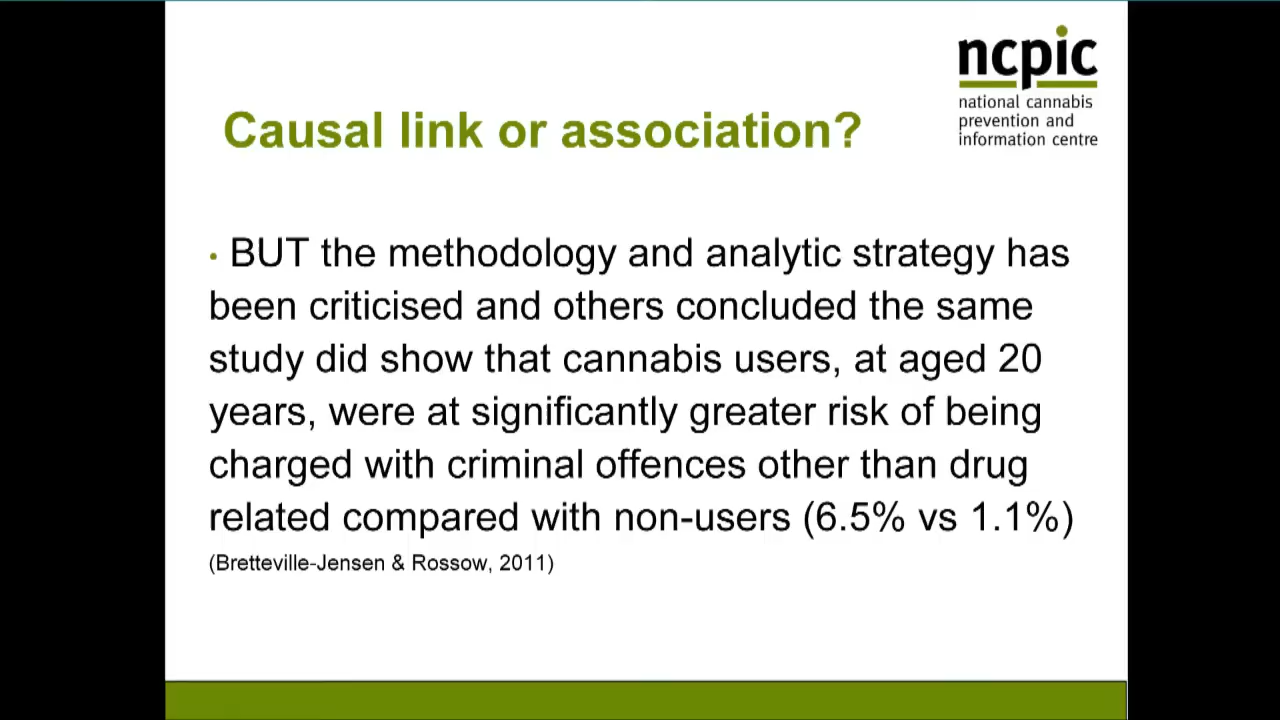 ncpic
national cannabis
prevention and
information centre
Causal link or association?
• BUT the methodology and analytic strategy has
been criticised and others concluded the same
study did show that cannabis users, at aged 20
years, were at significantly greater risk of being
charged with criminal offences other than drug
related compared with non-users (6.5% vs 1.1%)
(Bretteville-Jensen & Rossow, 2011)